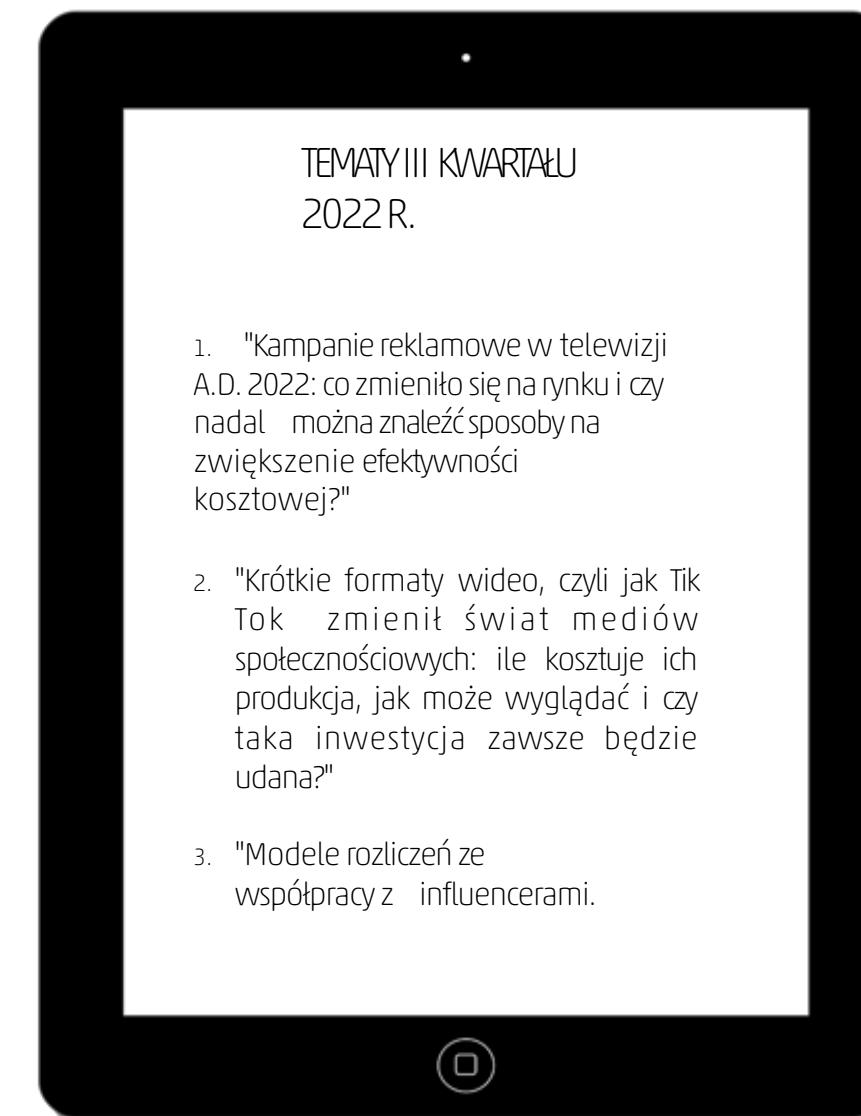 TEMATY III KWARTAŁU
2022 R.
1. "Kampanie reklamowe w telewizji
A.D. 2022: co zmieniło się na rynku i czy
nadal można znaleźć sposoby na
zwiększenie efektywności
kosztowej?"
2. "Krótkie formaty wideo, czyli jak Tik
Tok zmienił świat mediów
społecznościowych: ile kosztuje ich
produkcja, jak może wyglądać i czy
taka inwestycja zawsze będzie
udana?"
3. "Modele rozliczeń ze
współpracy z influencerami.